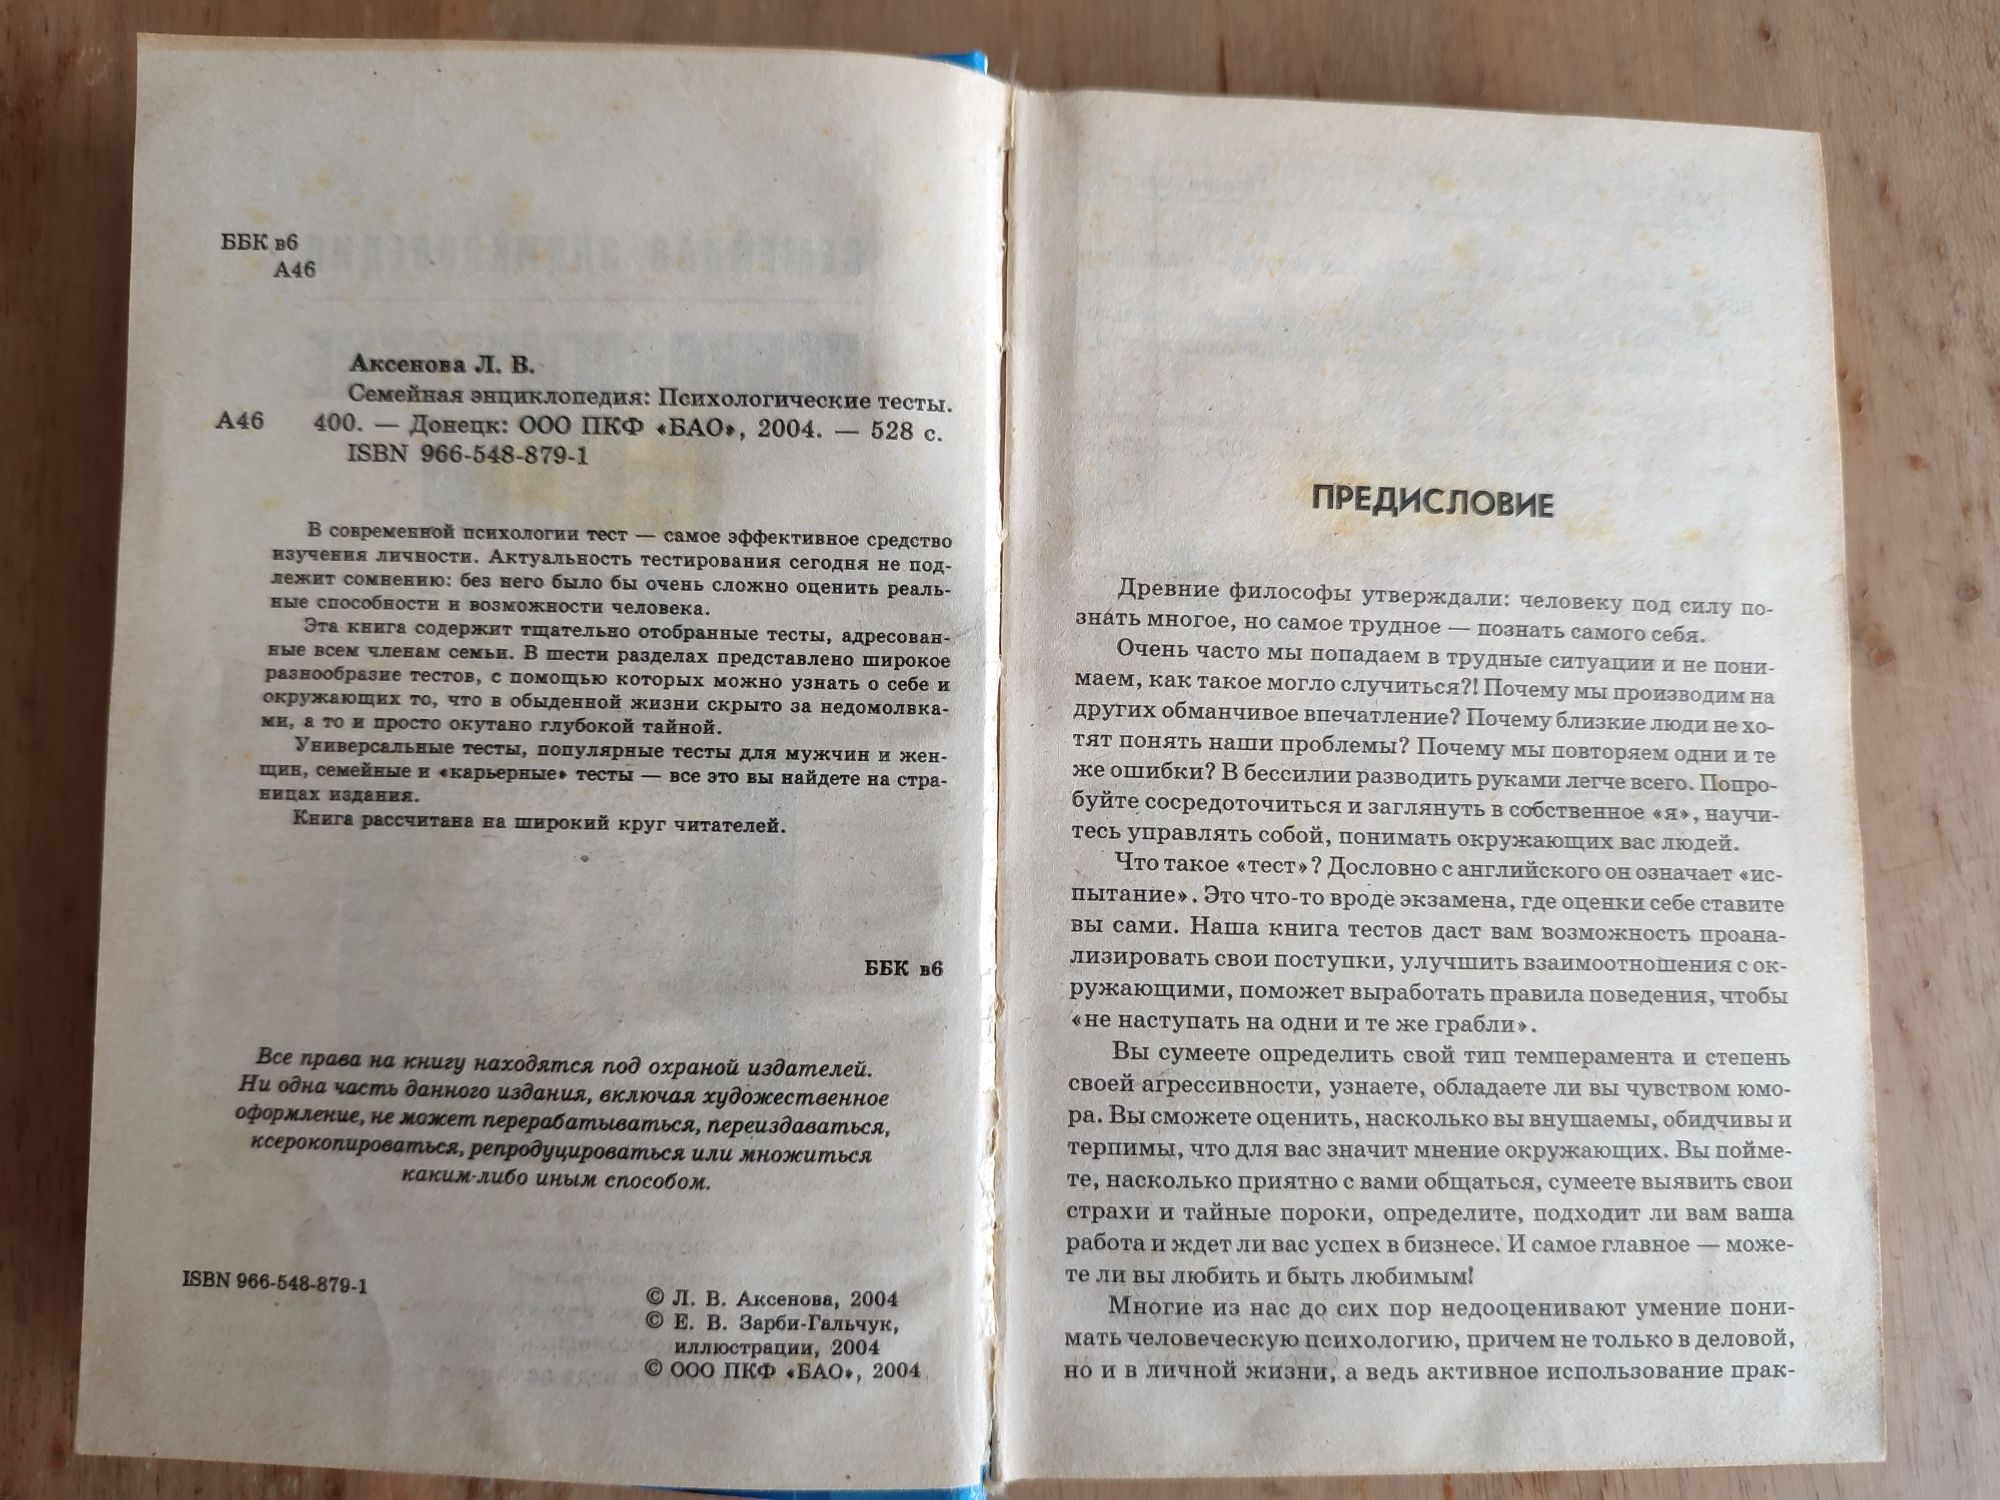 ББК в6
А46
Аксенова Л. В.
Семейная энциклопедия: Психологические тесты.
А46 400. — Донецк: ООО ПКФ «БАО», 2004. — 528 с.
ISBN 966-548-879-1
В современной психологии тест — самое эффективное средство
изучения личности. Актуальность тестирования сегодня не под-
лежит сомнению: без него было бы очень сложно оценить реаль-
ные способности и возможности человека.
Эта книга содержит тщательно отобранные тесты, адресован-
ные всем членам семьи. В шести разделах представлено широкое
разнообразие тестов, с помощью которых можно узнать о себе и
окружающих то, что в обыденной жизни скрыто за недомолвка-
ми, а то и просто окутано глубокой тайной.
Универсальные тесты, популярные тесты для мужчин и жен-
щин, семейные и «карьерные» тесты — все это вы найдете на стра-
ницах издания.
Книга рассчитана на широкий круг читателей.
ББК в6
Все права на книгу находятся под охраной издателей.
Ни одна часть данного издания, включая художественное
оформление, не может перерабатываться, переиздаваться,
ксерокопироваться, репродуцироваться или множиться
каким-либо иным способом.
ISBN 966-548-879-1
© Л. В. Аксенова, 2004
© Е. В. Зарби-Гальчук,
иллюстрации, 2004
© ООО ПКФ «БАО», 2004
ПРЕДИСЛОВИЕ
Древние философы утверждали: человеку под силу по-
знать многое, но самое трудное — познать самого себя.
Очень часто мы попадаем в трудные ситуации и не пони-
маем, как такое могло случиться?! Почему мы производим на
других обманчивое впечатление? Почему близкие люди не хо-
тят понять наши проблемы? Почему мы повторяем одни и те
же ошибки? В бессилии разводить руками легче всего. Попро-
буйте сосредоточиться и заглянуть в собственное «я», научи-
тесь управлять собой, понимать окружающих вас людей.
Что такое «тест»? Дословно с английского он означает «ис-
пытание». Это что-то вроде экзамена, где оценки себе ставите
вы сами. Наша книга тестов даст вам возможность проана-
лизировать свои поступки, улучшить взаимоотношения с ок-
ружающими, поможет выработать правила поведения, чтобы
«не наступать на одни и те же грабли».
Вы сумеете определить свой тип темперамента и степень
своей агрессивности, узнаете, обладаете ли вы чувством юмо-
ра. Вы сможете оценить, насколько вы внушаемы, обидчивы и
терпимы, что для вас значит мнение окружающих. Вы пойме-
те, насколько приятно с вами общаться, сумеете выявить свои
страхи и тайные пороки, определите, подходит ли вам ваша
работа и ждет ли вас успех в бизнесе. И самое главное — може-
те ли вы любить и быть любимым!
Многие из нас до сих пор недооценивают умение пони-
мать человеческую психологию, причем не только в деловой,
но и в личной жизни, а ведь активное использование прак-